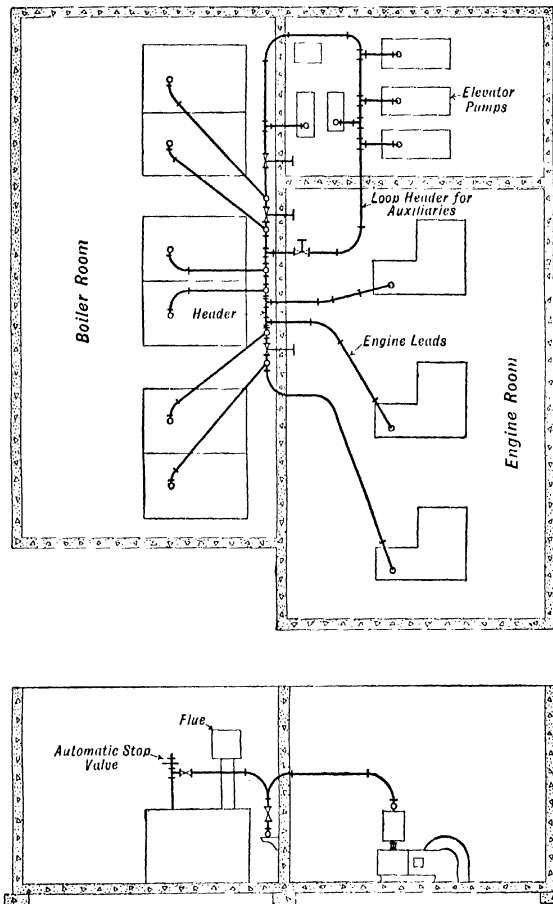 Elevator
Pumps
Loop Header for
Auxiliaries
Boiler Room
Header
Engine Leads
Engine Room
Flue
Automatic Stop
Valve